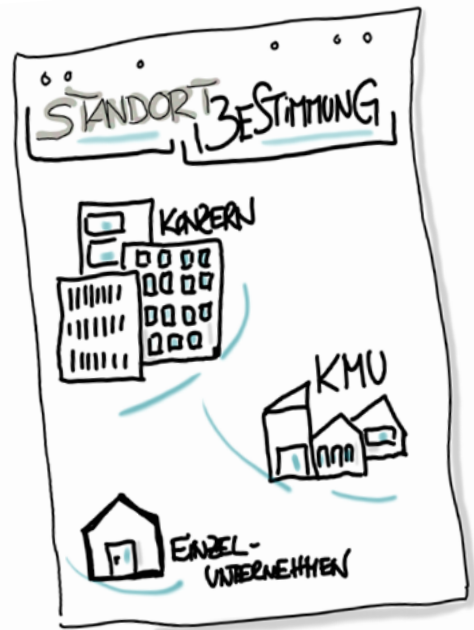 STANDORTBESTIMMUNG
KONZERN
KMU
EINZEL-
UNTERNEHMEN